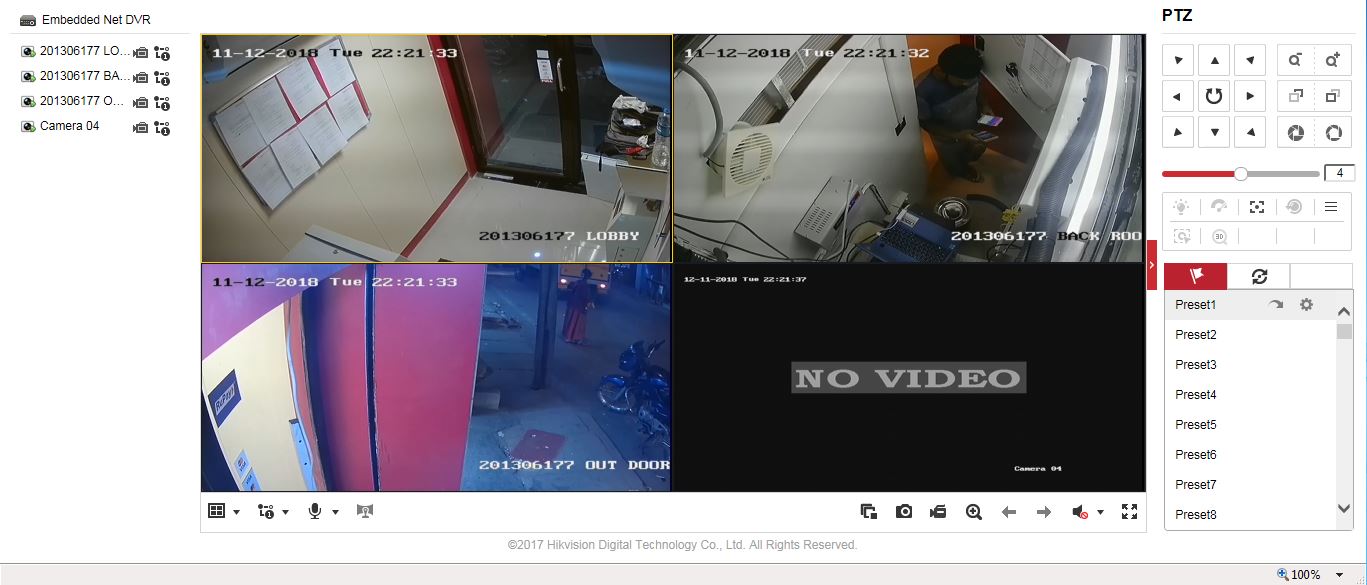 Embedded Net DVR
PTZ
201306177 LO...
201306177 BA...
201306177 O...
Camera 04
11-12-2018 Tue 22:21:33
PULL
201306177 LOBBY
11-12-2018 Tue 22:21:32
201306177 BACK ROO
11-12-2018 Tue 22:21:33
201306177 OUT DOOR
12-11-2018 Tue 22:21:37
NO VIDEO
Camera 04
4
3D
Preset1
Preset2
Preset3
Preset4
Preset5
Preset6
Preset7
Preset8
©2017 Hikvision Digital Technology Co., Ltd. All Rights Reserved.
100%